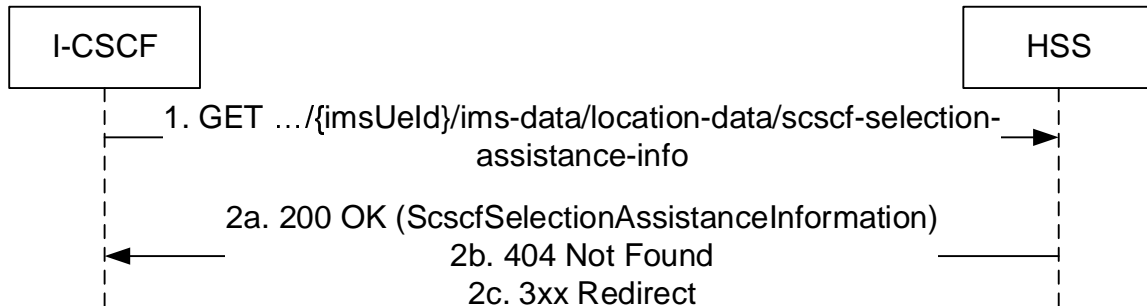 I-CSCF
HSS
1. GET …/{imsUeId}/ims-data/location-data/scscf-selection-
assistance-info
2a. 200 OK (ScscfSelectionAssistanceInformation)
2b. 404 Not Found
2c. 3xx Redirect